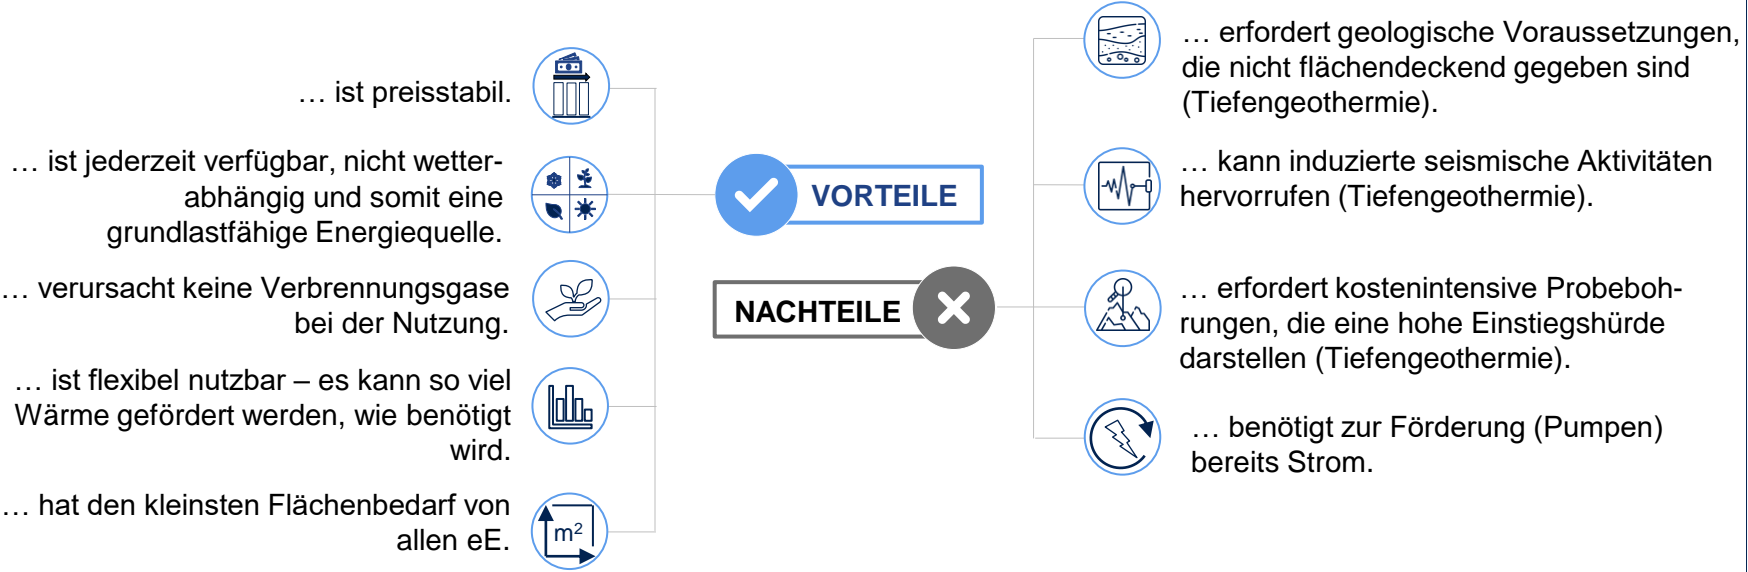 … ist preisstabil.
… ist jederzeit verfügbar, nicht wetter-
abhängig und somit eine
grundlastfähige Energiequelle.
… verursacht keine Verbrennungsgase
bei der Nutzung.
… ist flexibel nutzbar – es kann so viel
Wärme gefördert werden, wie benötigt
wird.
… hat den kleinsten Flächenbedarf von
allen eE.
m²
VORTEILE
NACHTEILE
… erfordert geologische Voraussetzungen,
die nicht flächendeckend gegeben sind
(Tiefengeothermie).
… kann induzierte seismische Aktivitäten
hervorrufen (Tiefengeothermie).
… erfordert kostenintensive Probeboh-
rungen, die eine hohe Einstiegshürde
darstellen (Tiefengeothermie).
… benötigt zur Förderung (Pumpen)
bereits Strom.